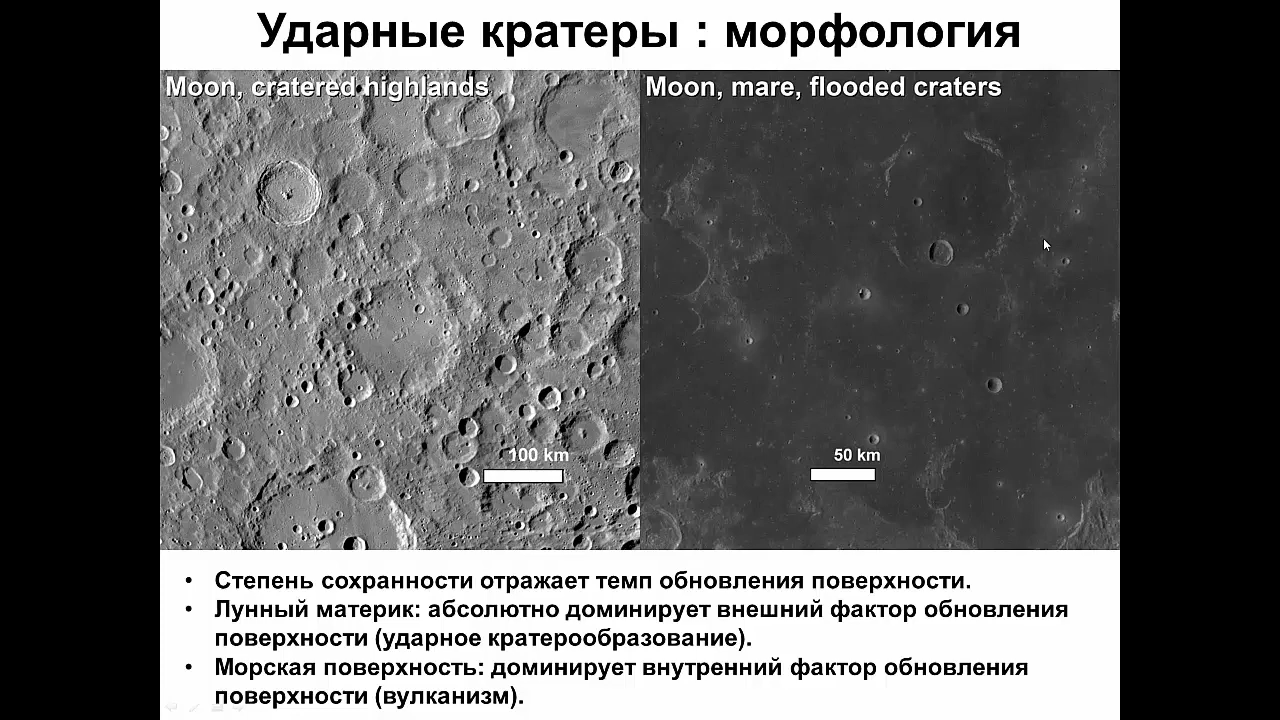 Ударные кратеры : морфология
Moon, cratered highlands
Moon, mare, flooded craters
100 km
50 km
• Степень сохранности отражает темп обновления поверхности.
• Лунный материк: абсолютно доминирует внешний фактор обновления
поверхности (ударное кратерообразование).
• Морская поверхность: доминирует внутренний фактор обновления
поверхности (вулканизм).